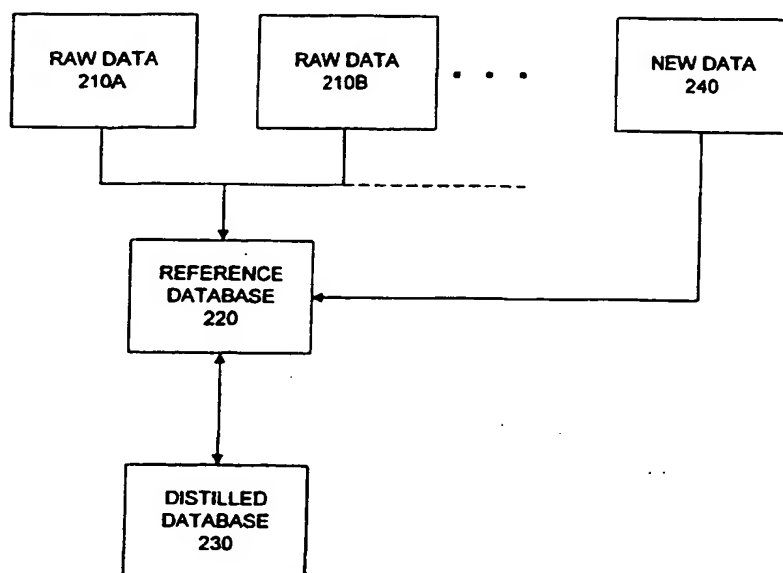 RAW DATA
210A
RAW DATA
210B
NEW DATA
240
REFERENCE
DATABASE
220
DISTILLED
DATABASE
230